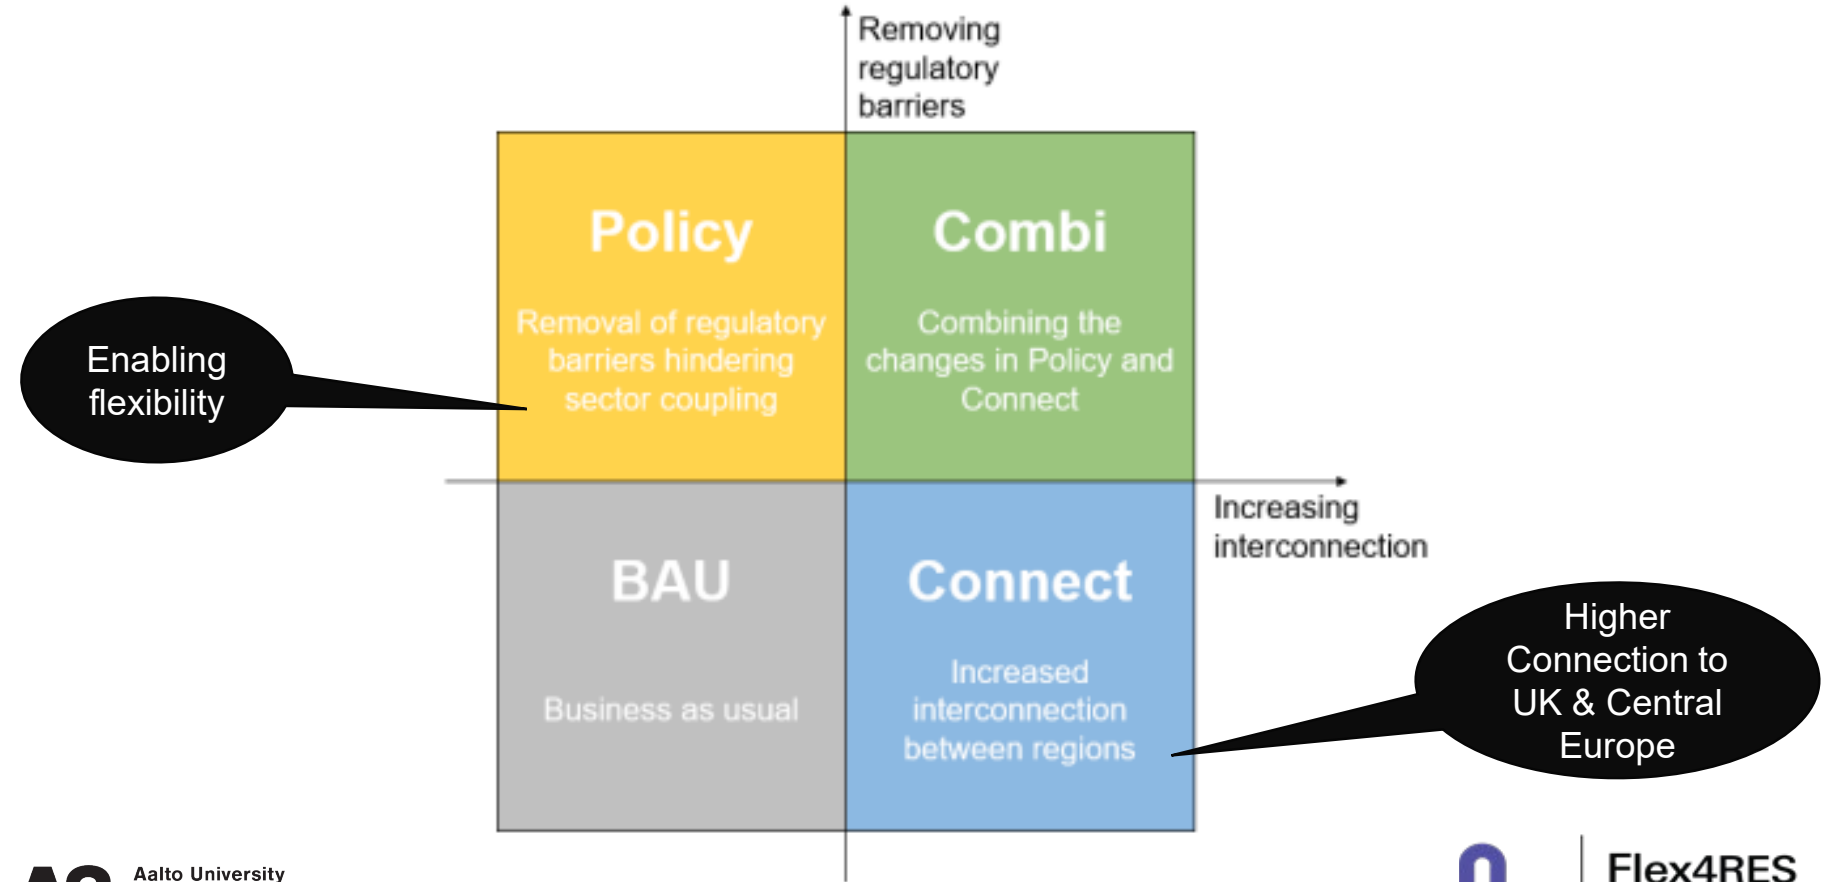 Removing
regulatory
barriers
Policy
Removal of regulatory
barriers hindering
sector coupling
Combi
Combining the
changes in Policy and
Connect
Enabling
flexibility
Increasing
interconnection
BAU
Business as usual
Connect
Increased
interconnection
between regions
Higher
Connection to
UK & Central
Europe
Aalto University
Flex4RES